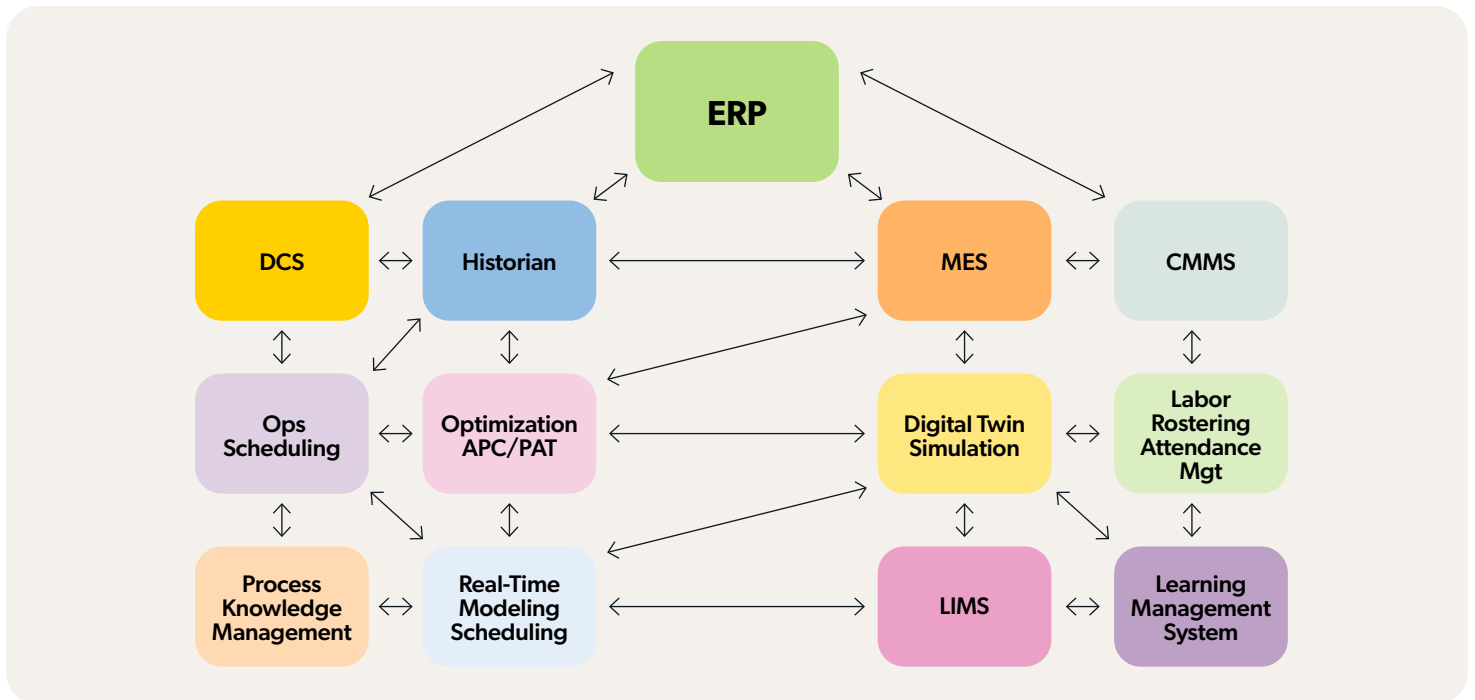 ERP
DCS
Historian
MES
CMMS
Ops
Scheduling
Optimization
APC/PAT
Digital Twin
Simulation
Labor
Rostering
Attendance
Mgt
Process
Knowledge
Management
Real-Time
Modeling
Scheduling
LIMS
Learning
Management
System